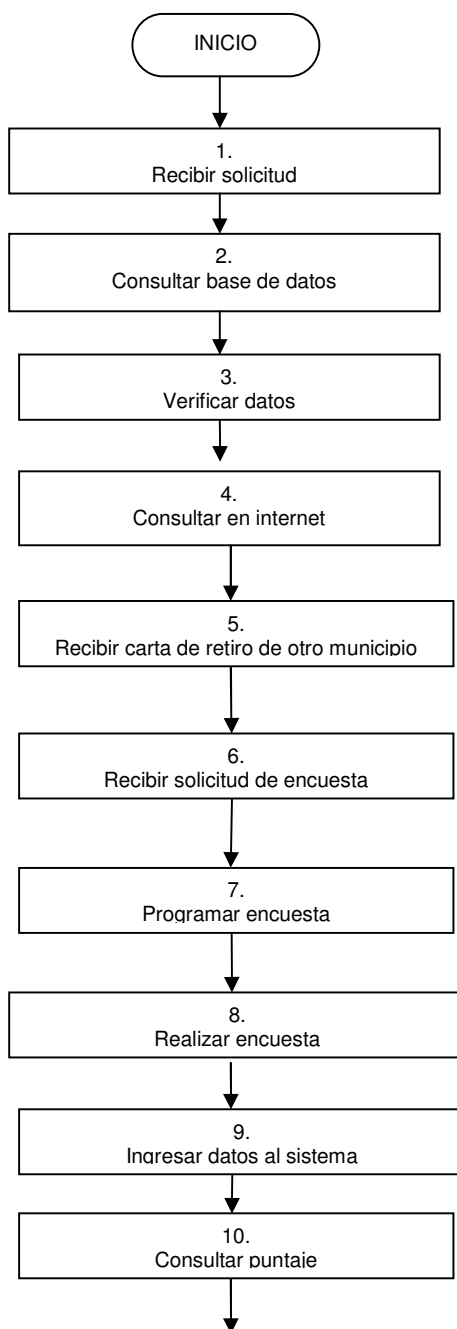 INICIO
1.
Recibir solicitud
2.
Consultar base de datos
3.
Verificar datos
4.
Consultar en internet
5.
Recibir carta de retiro de otro municipio
6.
Recibir solicitud de encuesta
7.
Programar encuesta
8.
Realizar encuesta
9.
Ingresar datos al sistema
10.
Consultar puntaje